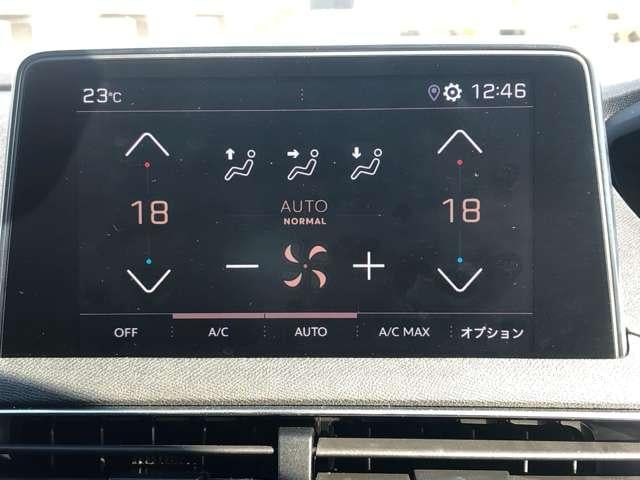 23°C 12:46
18 18
AUTO
NORMAL
OFF A/C AUTO A/C MAX オプション